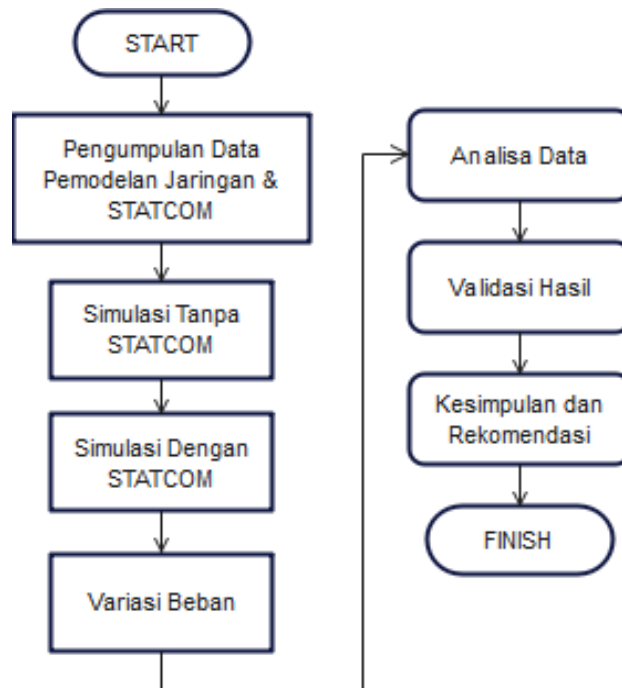 START
Pengumpulan Data
Pemodelan Jaringan &
STATCOM
Simulasi Tanpa
STATCOM
Simulasi Dengan
STATCOM
Variasi Beban
Analisa Data
Validasi Hasil
Kesimpulan dan
Rekomendasi
FINISH